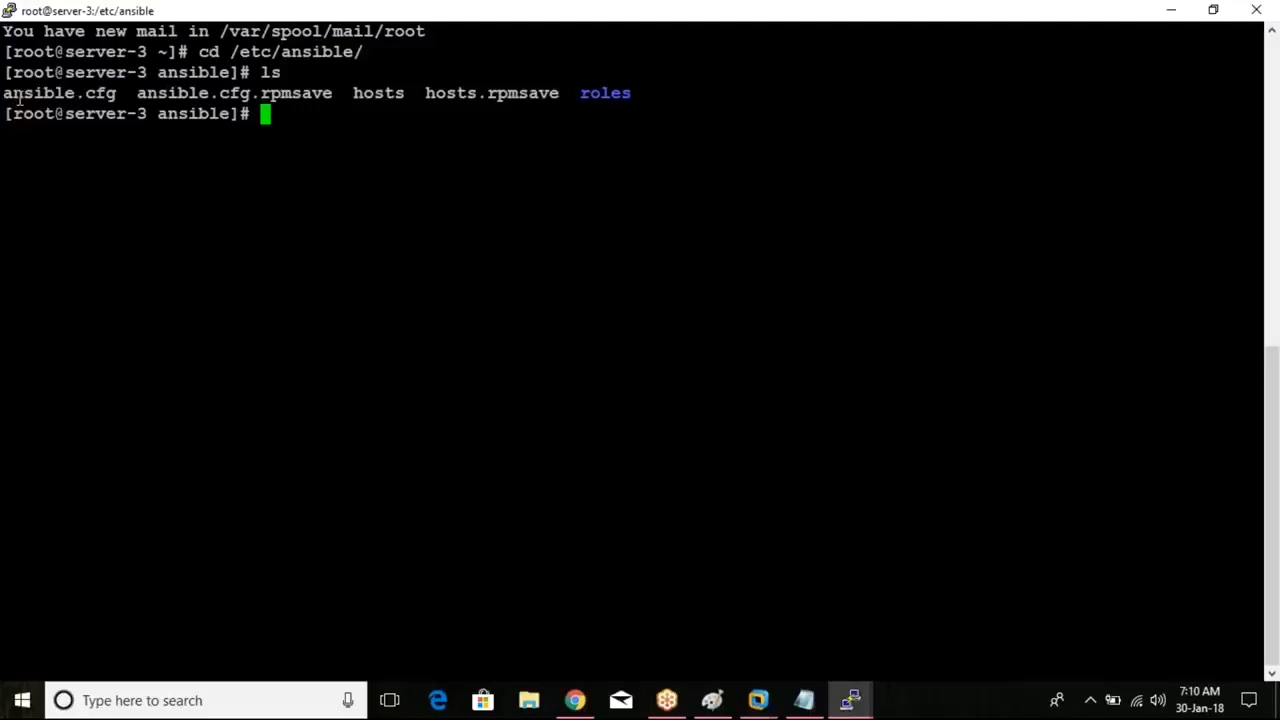 root@server-3:/etc/ansible
You have new mail in /var/spool/mail/root
[root@server-3 ~]# cd /etc/ansible/
[root@server-3 ansible]# ls
ansible.cfg  ansible.cfg.rpmsave  hosts  hosts.rpmsave  roles
[root@server-3 ansible]#
Type here to search
7:10 AM
30-Jan-18